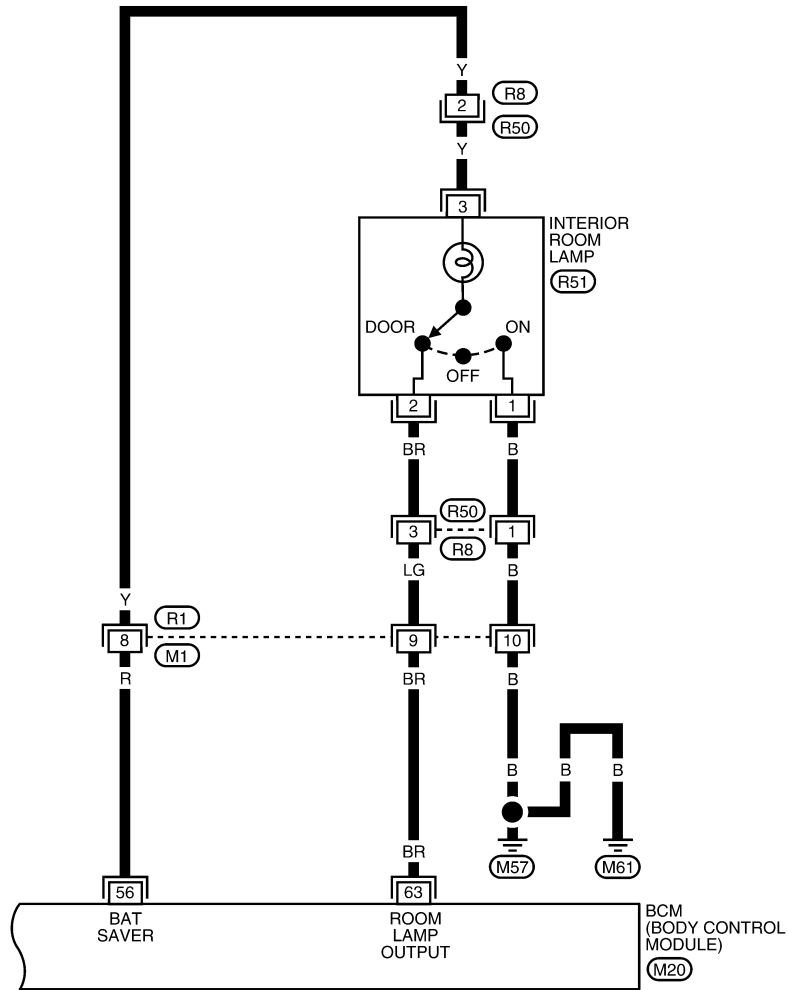 Y
2
R8
R50
Y
3
INTERIOR
ROOM
LAMP
R51
DOOR
ON
OFF
2
1
BR
B
R50
3
1
R8
LG
B
Y
R1
8
9
10
M1
R
BR
B
B
B
B
BR
M57
M61
56
63
BAT
SAVER
ROOM
LAMP
OUTPUT
BCM
(BODY CONTROL
MODULE)
M20